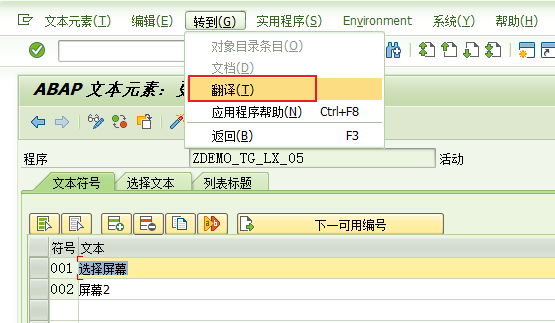 文本元素(T) 编辑(E) 转到(G) 实用程序(S) Environment 系统(Y) 帮助(H)
对象目录条目(O)
文档(D)
翻译(T)
应用程序帮助(N) Ctrl+F8
返回(B) F3
ABAP 文本元素：
程序 ZDEMO_TG_LX_05 活动
文本符号 选择文本 列表标题
下一可用编号
符号 文本
001 选择屏幕
002 屏幕2